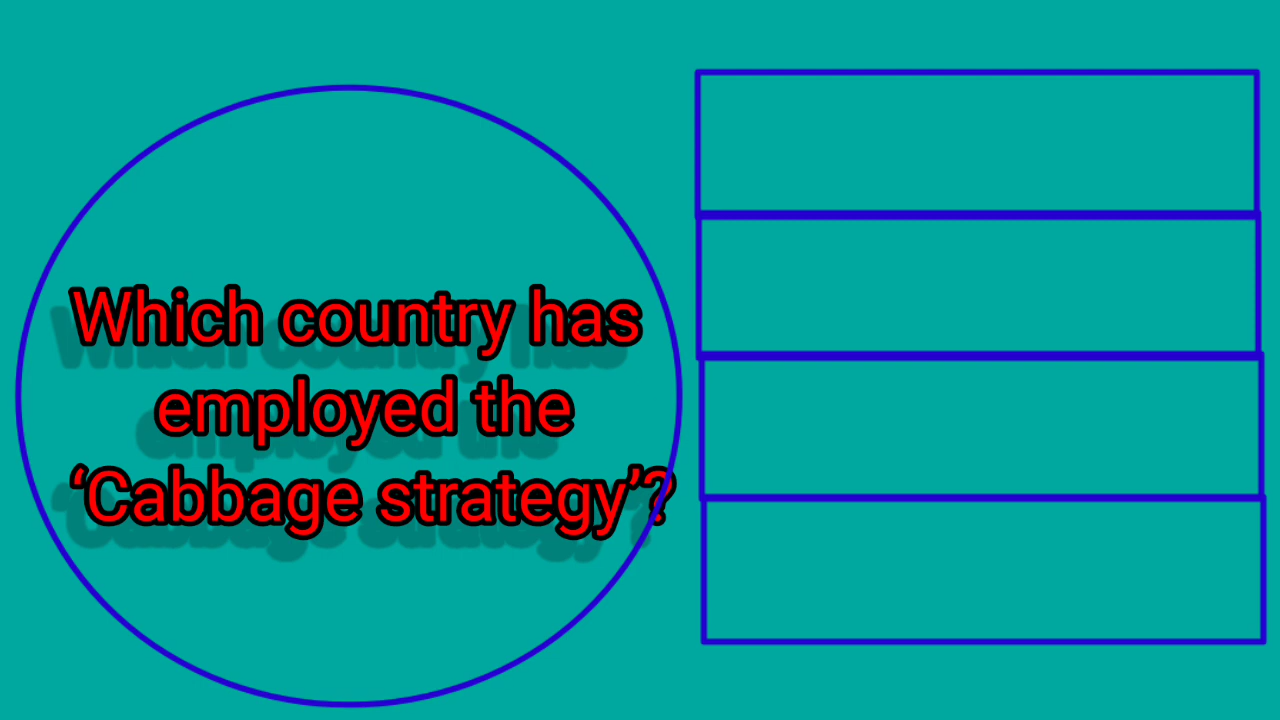 Which country has
employed the
‘Cabbage strategy’?